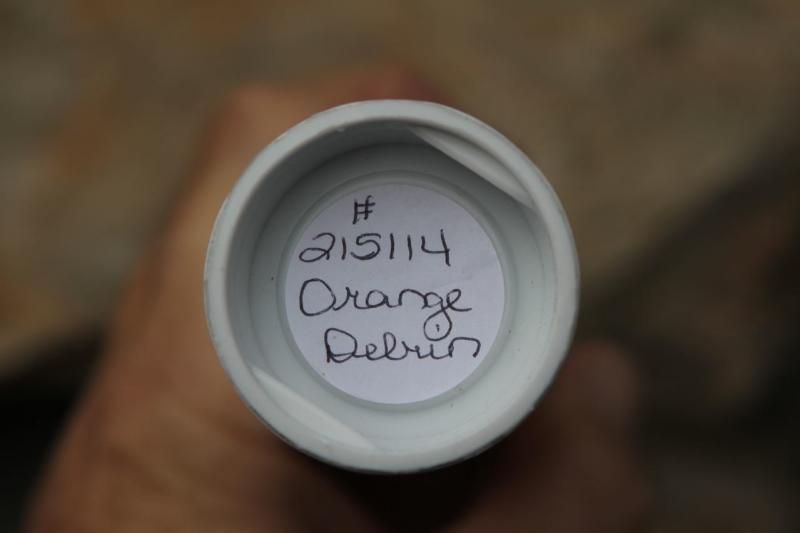 #
215114
Orange
Delrin